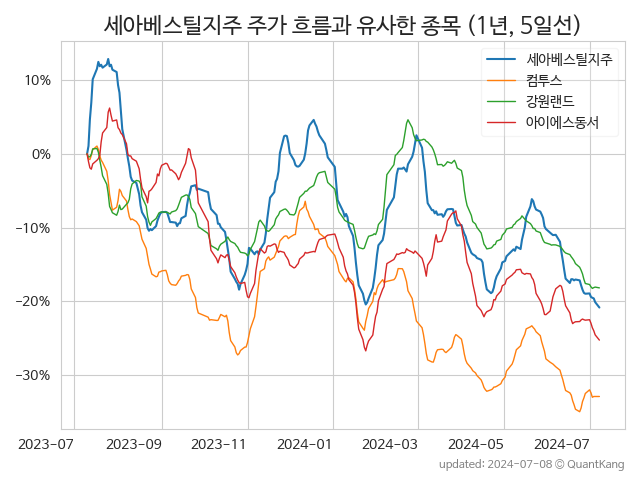 세아베스틸지주 주가 흐름과 유사한 종목 (1년, 5일선)
세아베스틸지주
컴투스
강원랜드
아이에스동서
10%
0%
−10%
−20%
−30%
2023-07 2023-09 2023-11 2024-01 2024-03 2024-05 2024-07
updated: 2024-07-08 © QuantKang